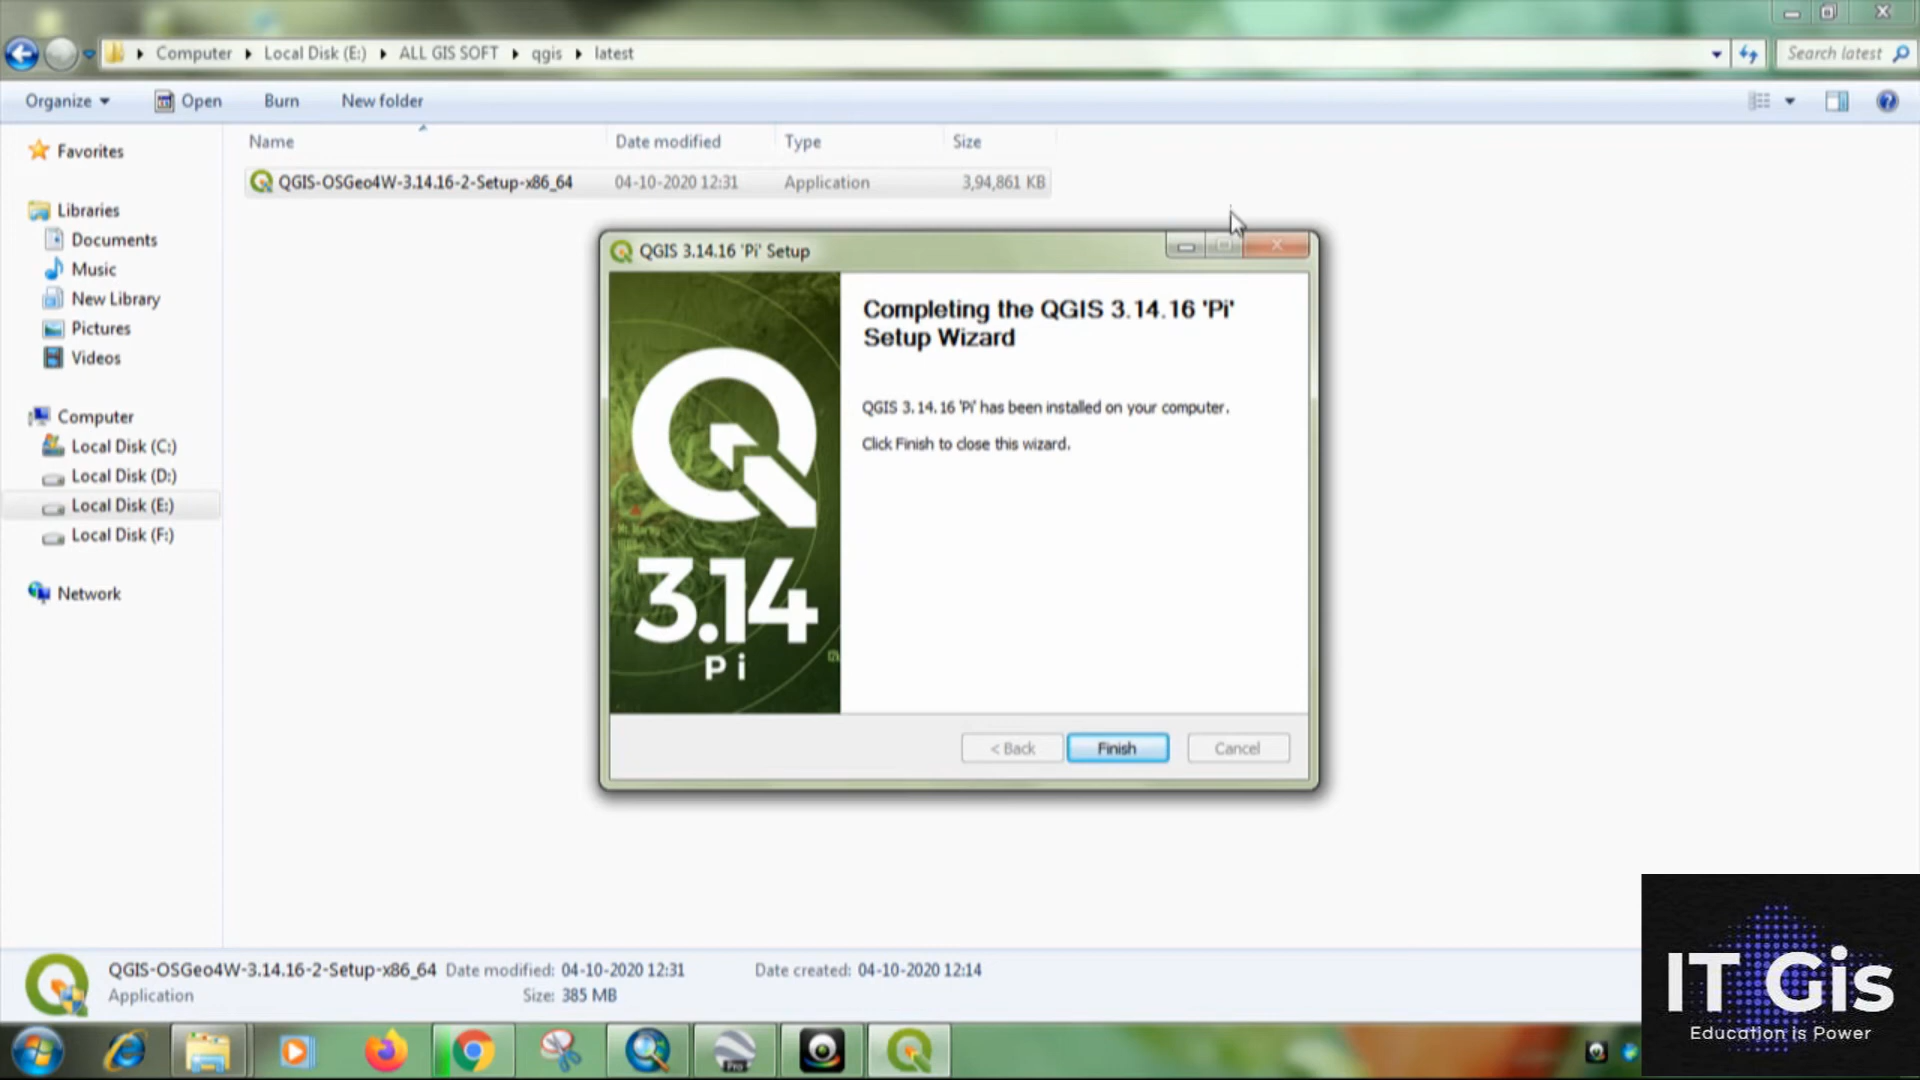 Computer Local Disk (E:) ALL GIS SOFT qgis latest
Search latest
Organize Open Burn New folder
Name Date modified Type Size
QGIS-OSGeo4W-3.14.16-2-Setup-x86_64 04-10-2020 12:31 Application 3,94,861 KB
Favorites
Libraries
Documents
Music
New Library
Pictures
Videos
Computer
Local Disk (C:)
Local Disk (D:)
Local Disk (E:)
Local Disk (F:)
Network
QGIS 3.14.16 'Pi' Setup
3.14
Pi
Completing the QGIS 3.14.16 'Pi'
Setup Wizard
QGIS 3.14.16 'Pi' has been installed on your computer.
Click Finish to close this wizard.
< Back Finish Cancel
QGIS-OSGeo4W-3.14.16-2-Setup-x86_64 Date modified: 04-10-2020 12:31 Date created: 04-10-2020 12:14
Application Size: 385 MB
IT Gis
Education is Power